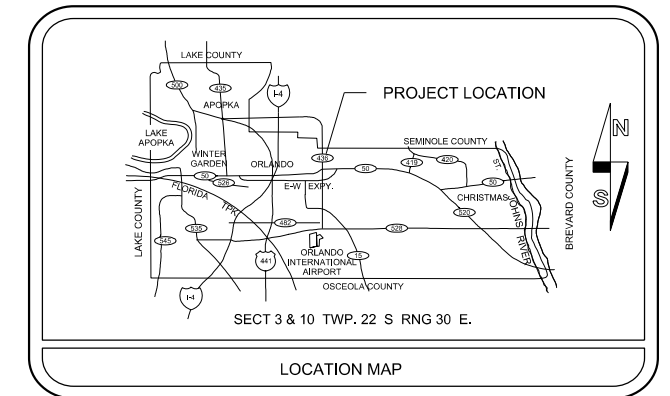 LAKE COUNTY
500
435
I-4
APOPKA
PROJECT LOCATION
LAKE
APOPKA
WINTER
GARDEN
ORLANDO
436
SEMINOLE COUNTY
419
420
ST. JOHNS RIVER
50
526
50
50
E-W EXPY.
FLORIDA TPK.
CHRISTMAS
520
LAKE COUNTY
BREVARD COUNTY
482
528
535
545
441
ORLANDO
INTERNATIONAL
AIRPORT
15
I-4
OSCEOLA COUNTY
N
S
SECT 3 & 10 TWP. 22 S RNG 30 E.
LOCATION MAP